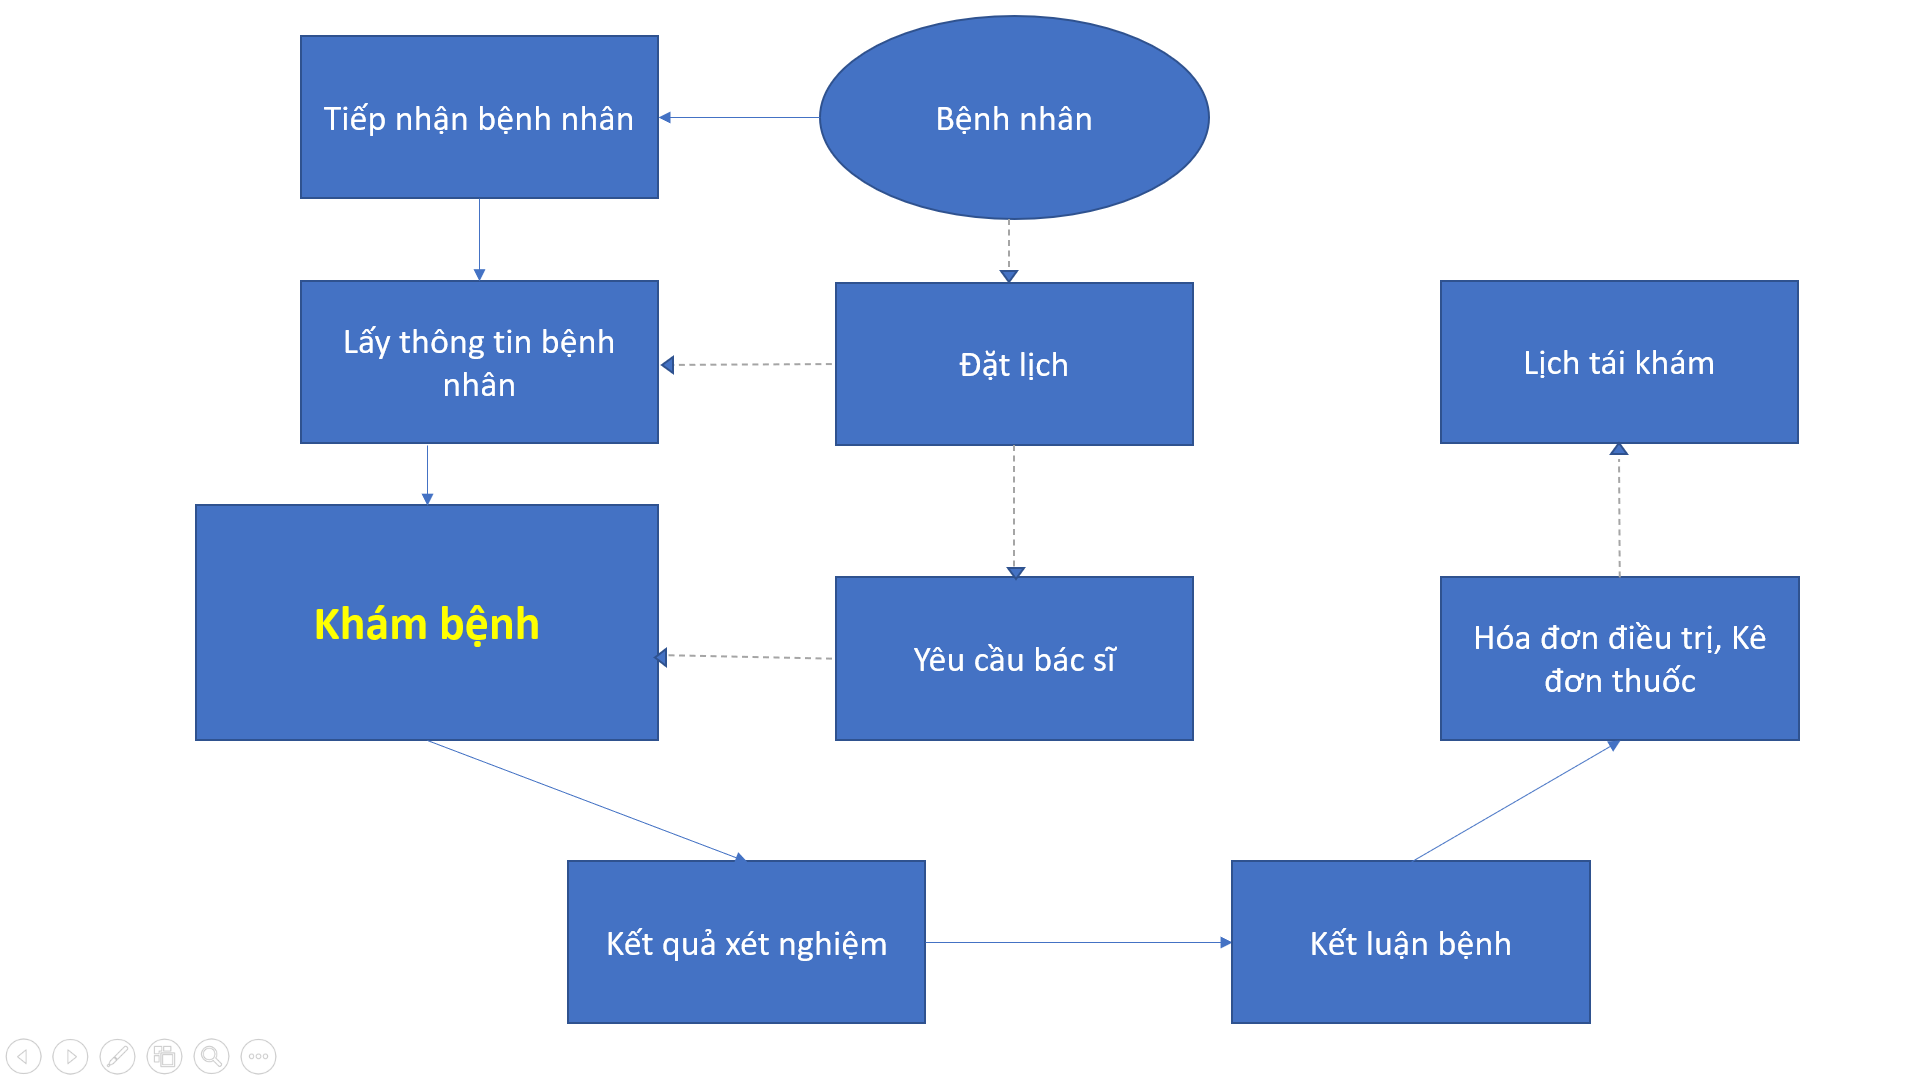 Tiếp nhận bệnh nhân
Bệnh nhân
Lấy thông tin bệnh
nhân
Đặt lịch
Lịch tái khám
Khám bệnh
Yêu cầu bác sĩ
Hóa đơn điều trị, Kê
đơn thuốc
Kết quả xét nghiệm
Kết luận bệnh